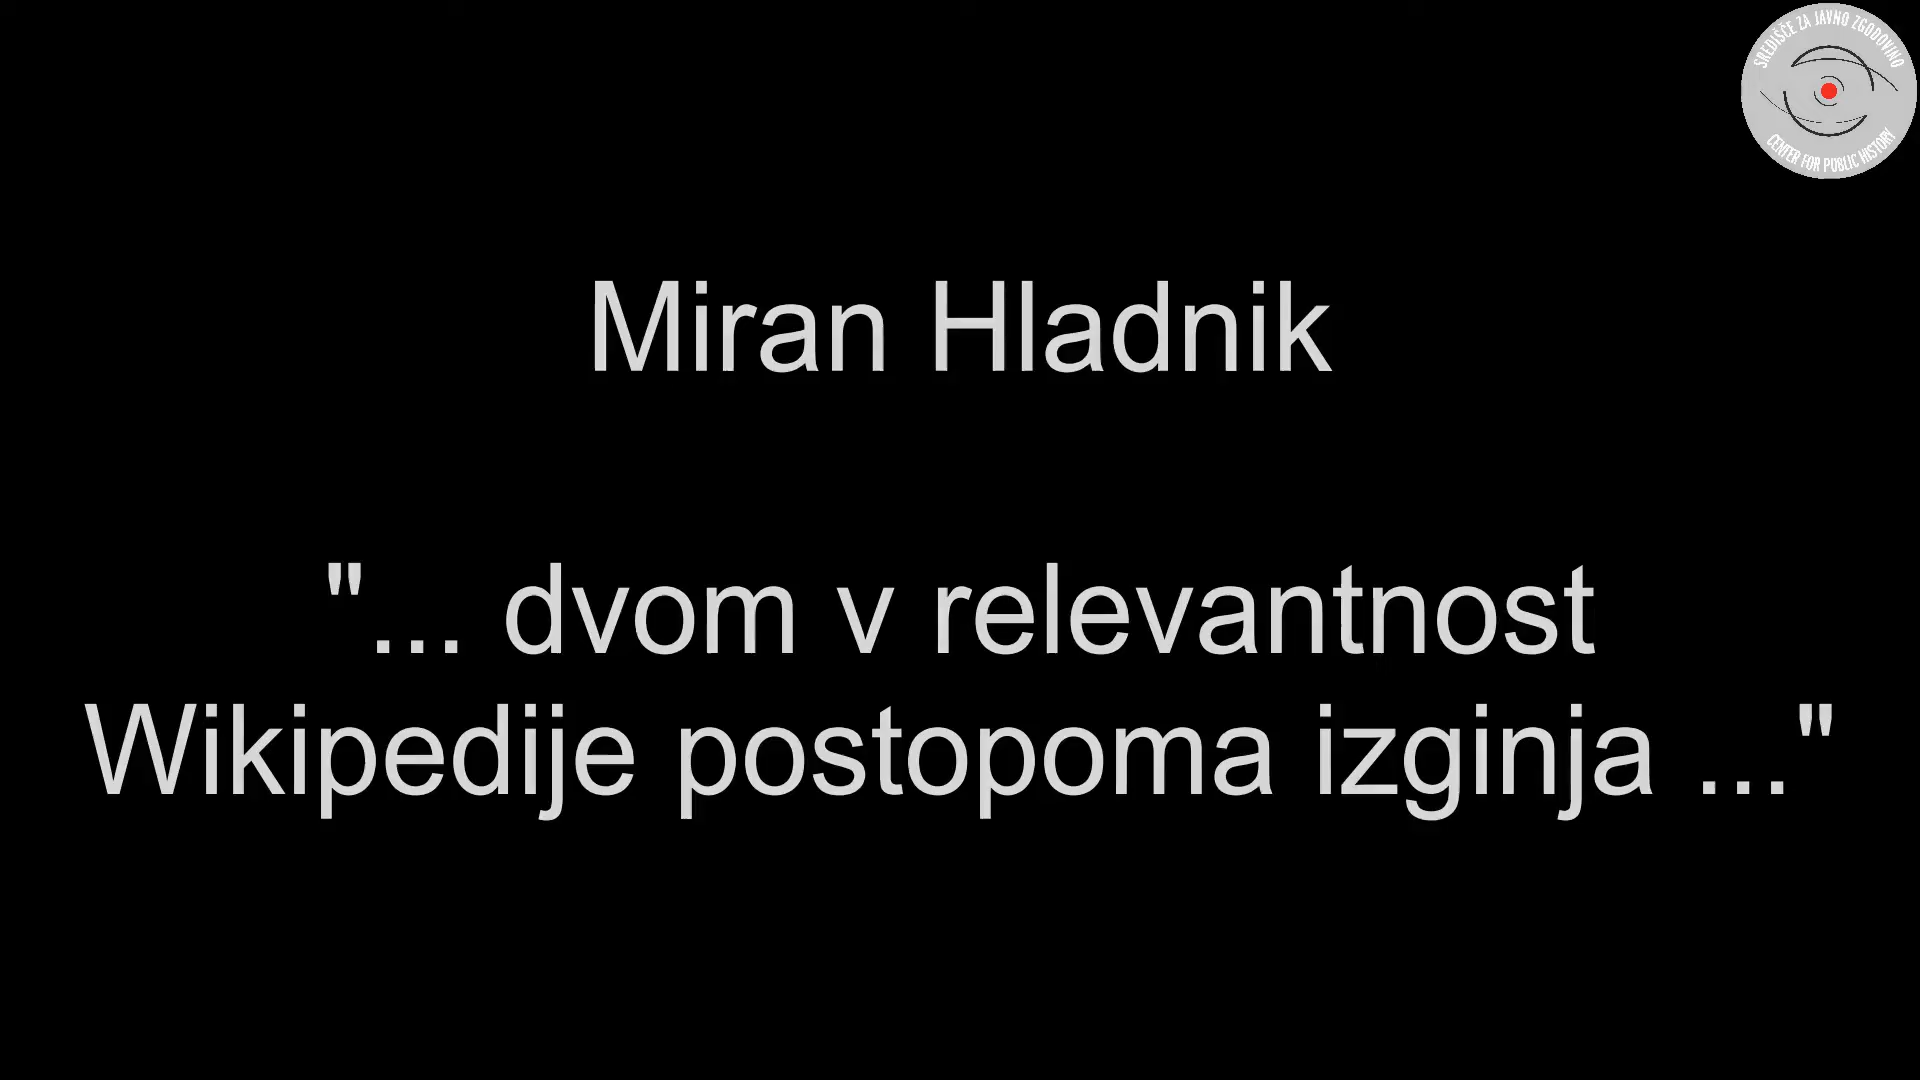 SREDIŠČE ZA JAVNO ZGODOVINO
CENTER FOR PUBLIC HISTORY
Miran Hladnik
"... dvom v relevantnost
Wikipedije postopoma izginja ..."